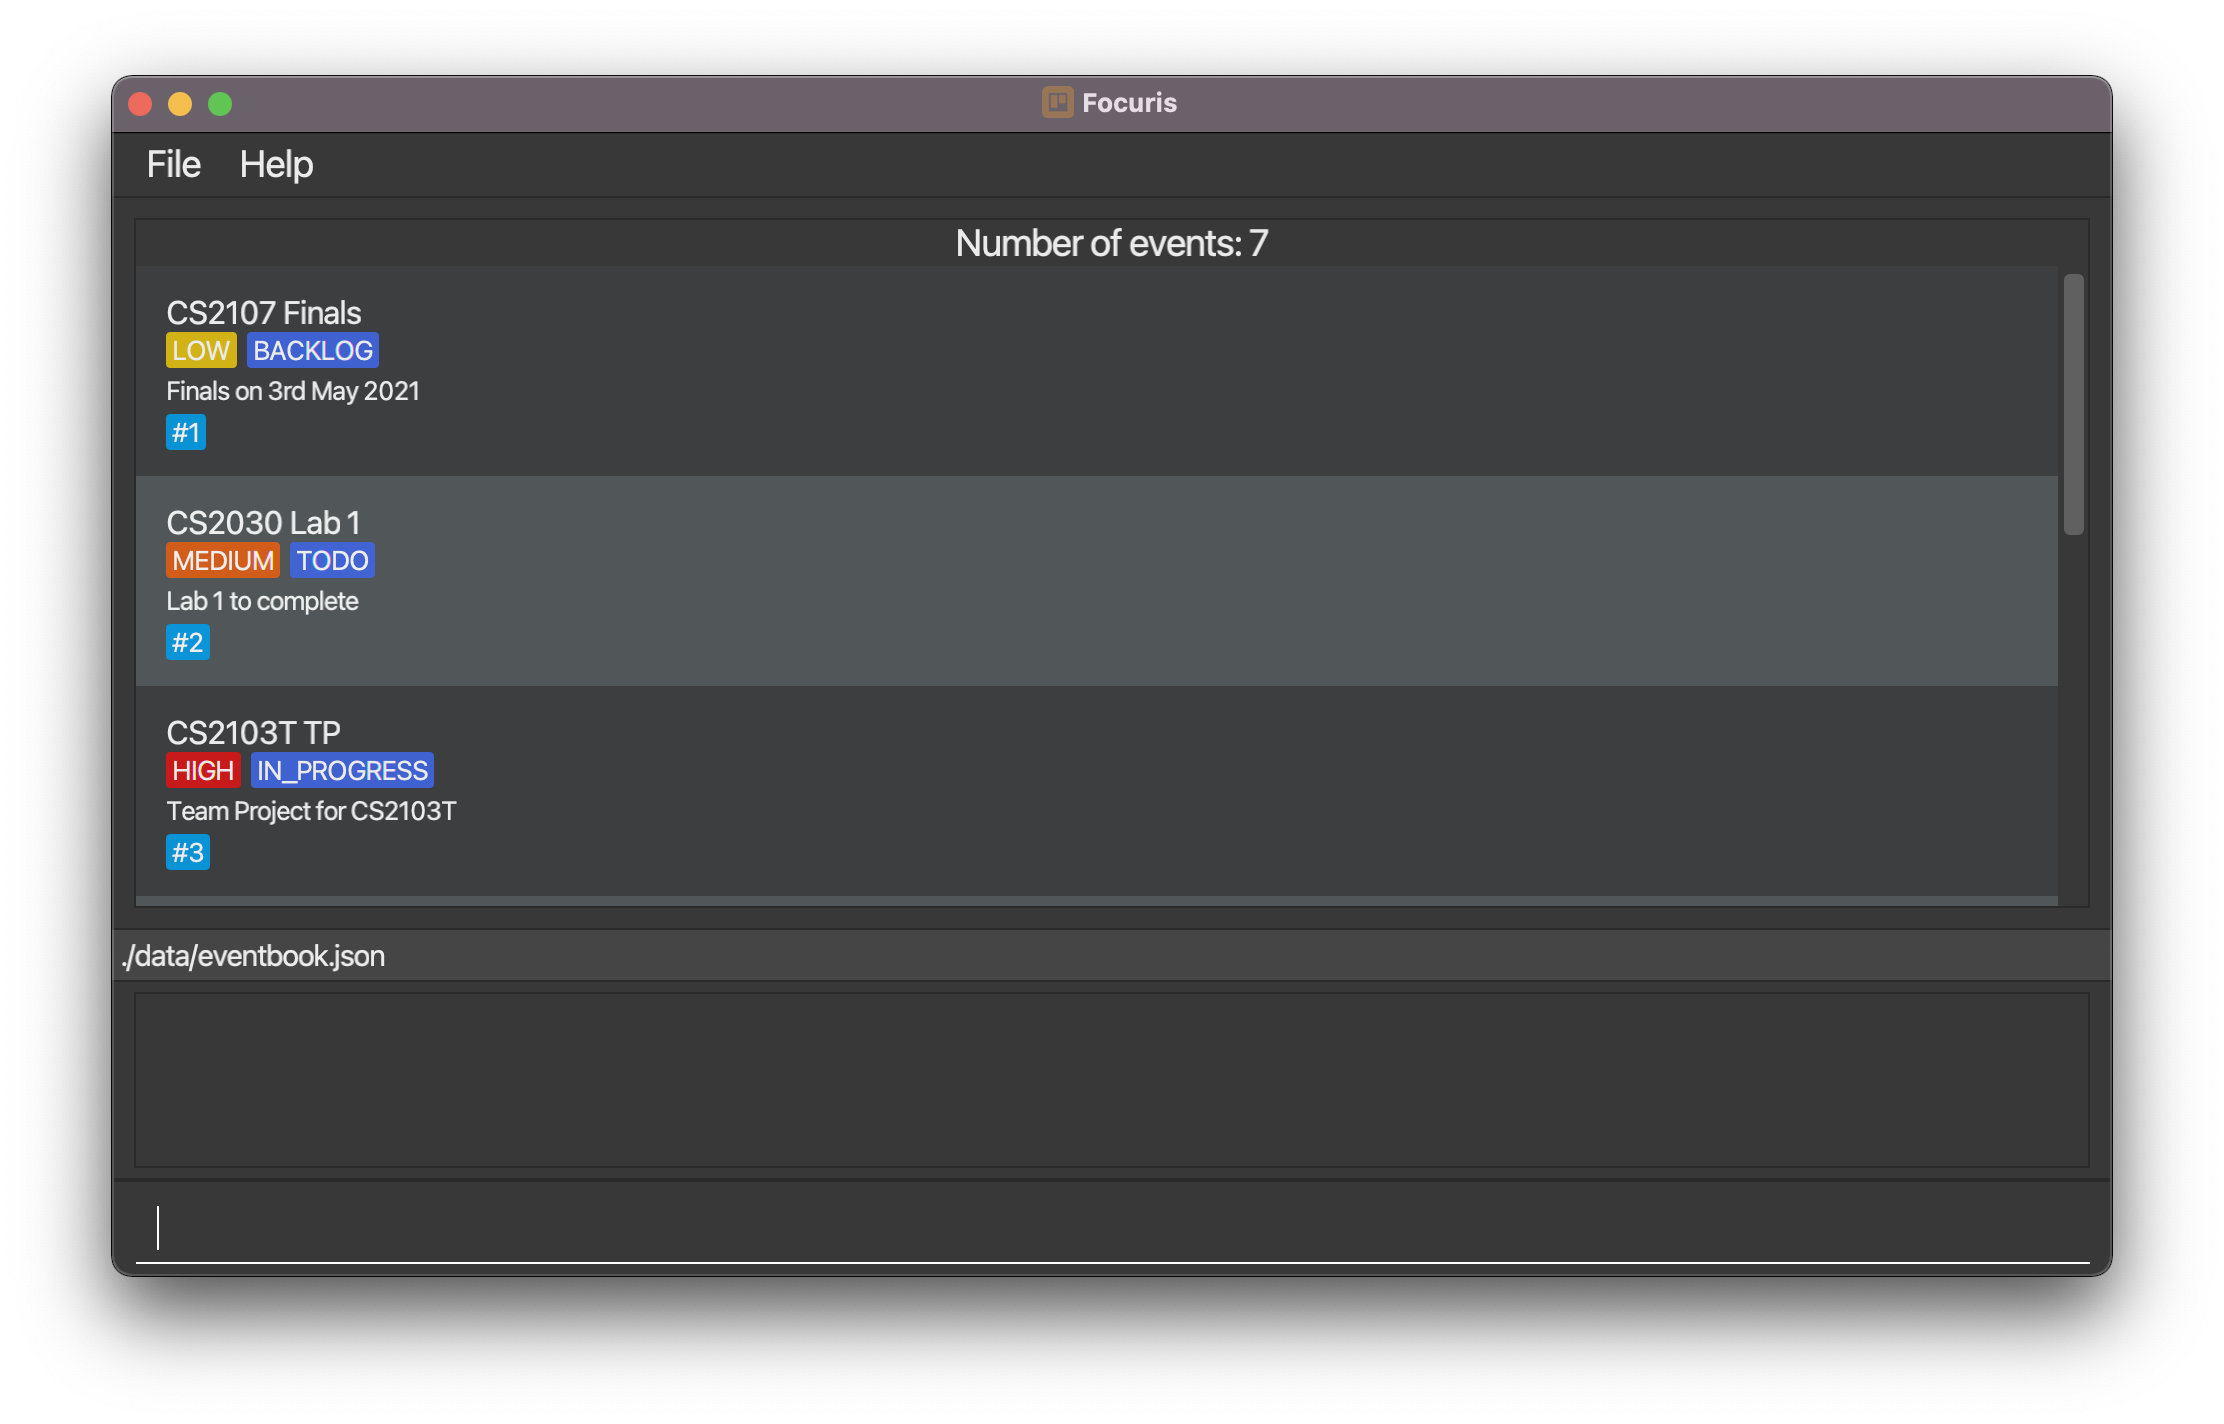 Focuris
File Help
Number of events: 7
CS2107 Finals
LOW BACKLOG
Finals on 3rd May 2021
#1
CS2030 Lab 1
MEDIUM TODO
Lab 1 to complete
#2
CS2103T TP
HIGH IN_PROGRESS
Team Project for CS2103T
#3
./data/eventbook.json